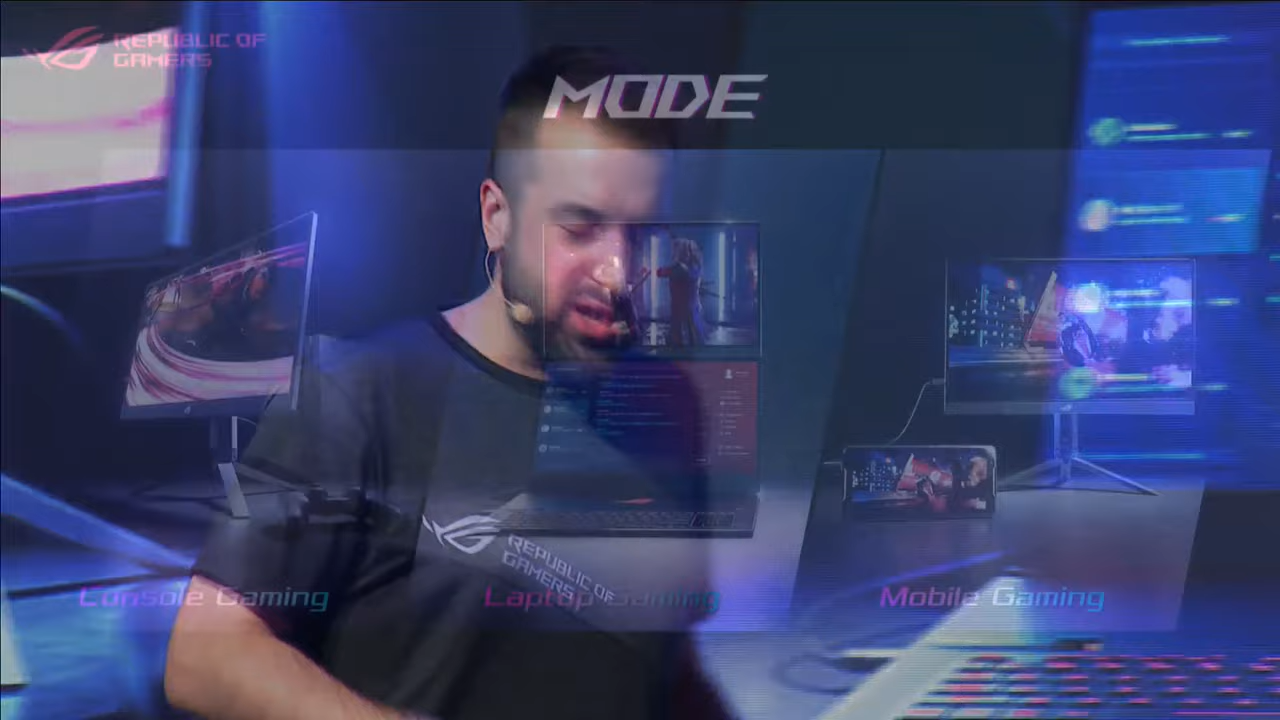 REPUBLIC OF
GAMERS
MODE
REPUBLIC OF
GAMERS
Console Gaming
Laptop Gaming
Mobile Gaming